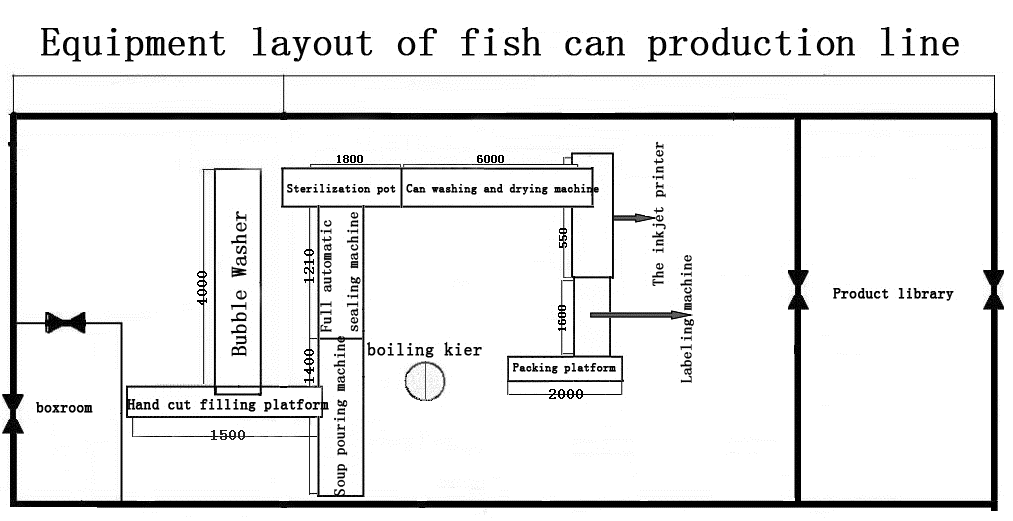 Equipment layout of fish can production line
1800
6000
Sterilization pot
Can washing and drying machine
The inkjet printer
4000
Bubble Washer
1210
Full automatic
sealing machine
550
Labeling machine
Product library
1600
1400
Soup pouring machine
boiling kier
Packing platform
2000
boxroom
Hand cut filling platform
1500